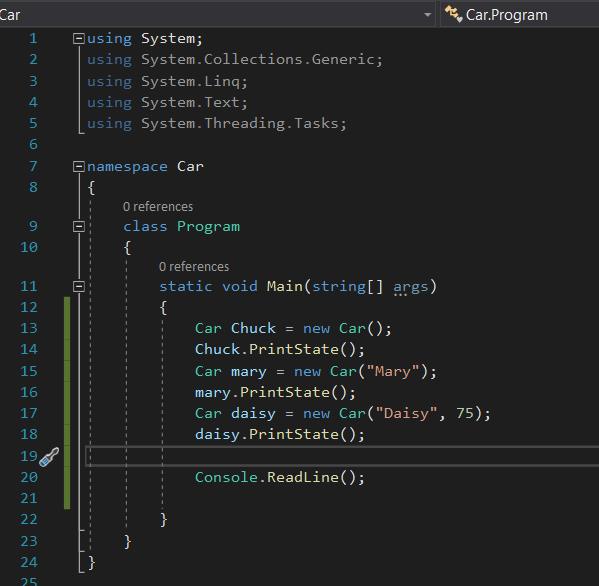 Car Car.Program
1 using System;
2 using System.Collections.Generic;
3 using System.Linq;
4 using System.Text;
5 using System.Threading.Tasks;
6
7 namespace Car
8 {
0 references
9 class Program
10 {
0 references
11 static void Main(string[] args)
12 {
13 Car Chuck = new Car();
14 Chuck.PrintState();
15 Car mary = new Car("Mary");
16 mary.PrintState();
17 Car daisy = new Car("Daisy", 75);
18 daisy.PrintState();
19
20 Console.ReadLine();
21
22 }
23 }
24 }
25